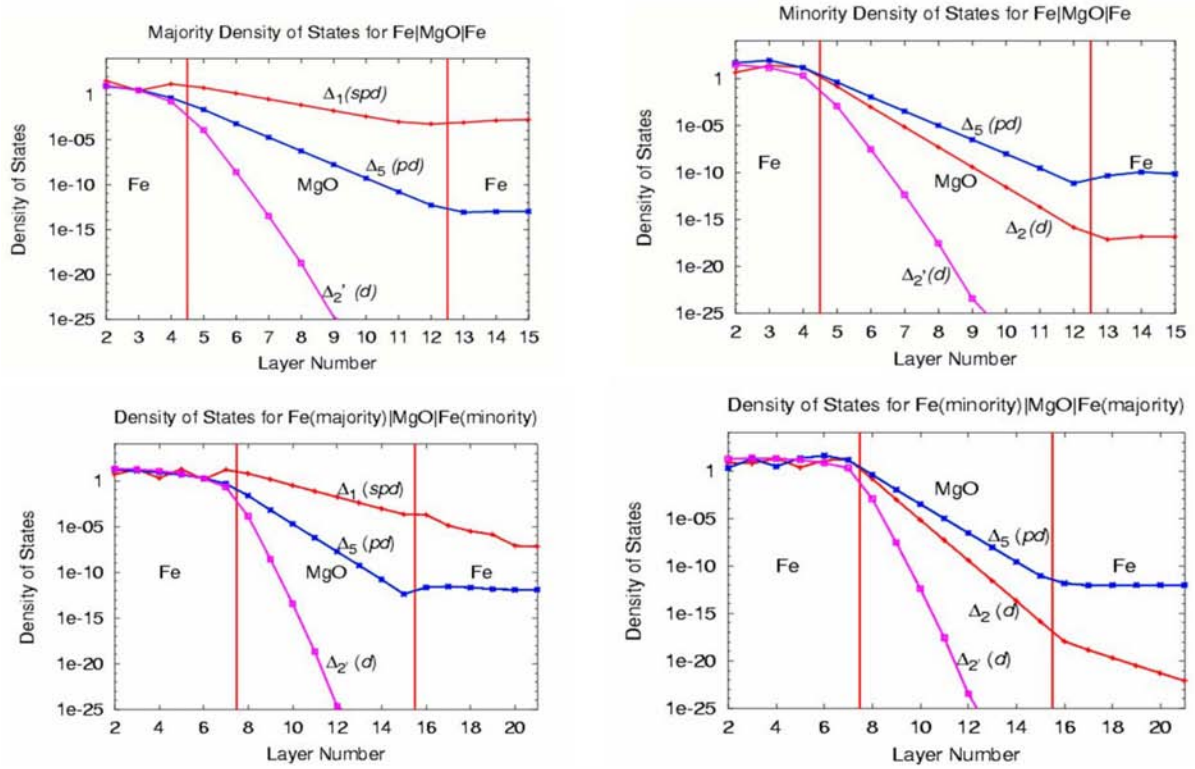 Majority Density of States for Fe|MgO|Fe
Density of States
1
1e-05
1e-10
1e-15
1e-20
1e-25
Δ₁(spd)
Δ₅ (pd)
Fe
MgO
Fe
Δ₂' (d)
2 3 4 5 6 7 8 9 10 11 12 13 14 15
Layer Number
Minority Density of States for Fe|MgO|Fe
Density of States
1
1e-05
1e-10
1e-15
1e-20
1e-25
Δ₅ (pd)
Fe
MgO
Fe
Δ₂(d)
Δ₂'(d)
2 3 4 5 6 7 8 9 10 11 12 13 14 15
Layer Number
Density of States for Fe(majority)|MgO|Fe(minority)
Density of States
1
1e-05
1e-10
1e-15
1e-20
1e-25
Δ₁ (spd)
Δ₅ (pd)
Fe
MgO
Fe
Δ₂' (d)
2 4 6 8 10 12 14 16 18 20
Layer Number
Density of States for Fe(minority)|MgO|Fe(majority)
Density of States
1
1e-05
1e-10
1e-15
1e-20
1e-25
MgO
Δ₅ (pd)
Fe
Fe
Δ₂ (d)
Δ₂' (d)
2 4 6 8 10 12 14 16 18 20
Layer Number